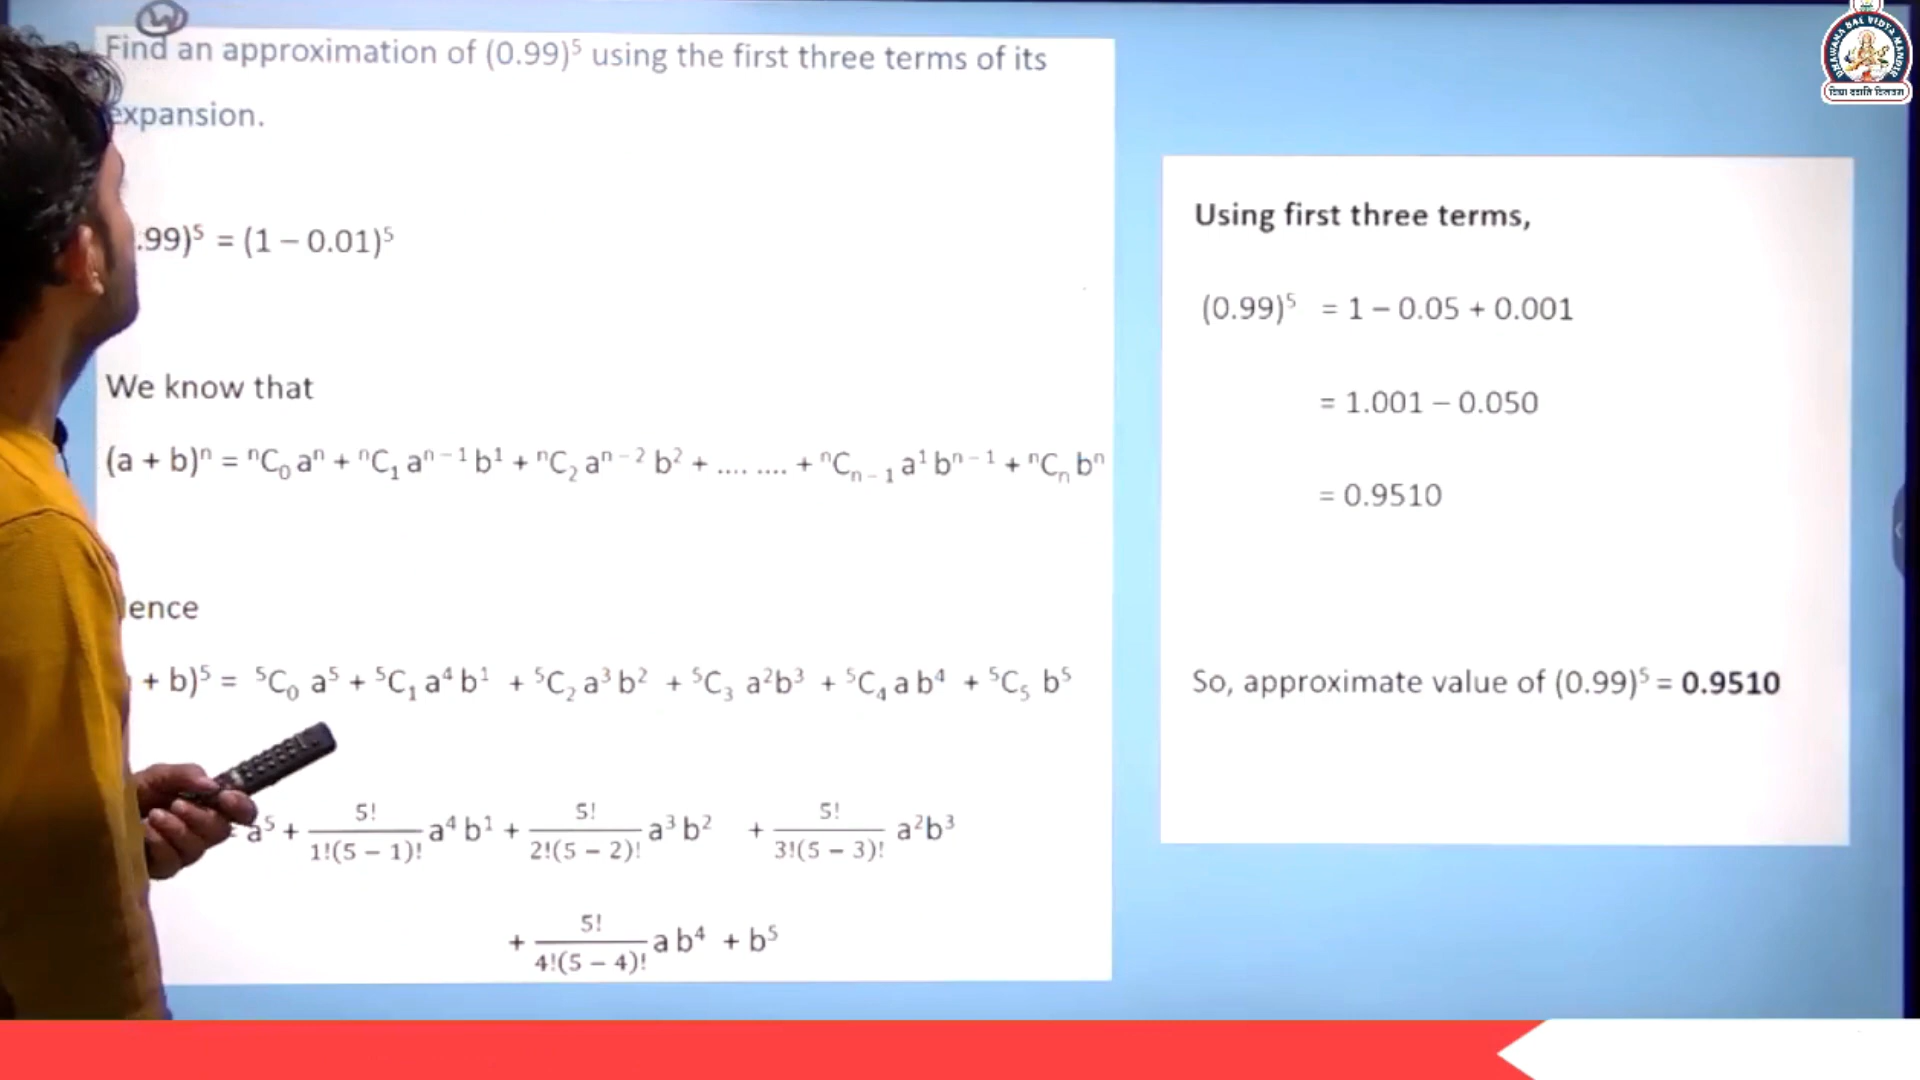 Find an approximation of (0.99)⁵ using the first three terms of its
expansion.
.99)⁵ = (1 – 0.01)⁵
We know that
(a + b)ⁿ = ⁿC₀ aⁿ + ⁿC₁ aⁿ⁻¹ b¹ + ⁿC₂ aⁿ⁻² b² + .... .... + ⁿCₙ₋₁ a¹ bⁿ⁻¹ + ⁿCₙ bⁿ
ence
+ b)⁵ = ⁵C₀ a⁵ + ⁵C₁ a⁴ b¹ + ⁵C₂ a³ b² + ⁵C₃ a²b³ + ⁵C₄ a b⁴ + ⁵C₅ b⁵
= a⁵ + 5!/1!(5 – 1)! a⁴ b¹ + 5!/2!(5 – 2)! a³ b² + 5!/3!(5 – 3)! a²b³
+ 5!/4!(5 – 4)! a b⁴ + b⁵
Using first three terms,
(0.99)⁵ = 1 – 0.05 + 0.001
= 1.001 – 0.050
= 0.9510
So, approximate value of (0.99)⁵ = 0.9510